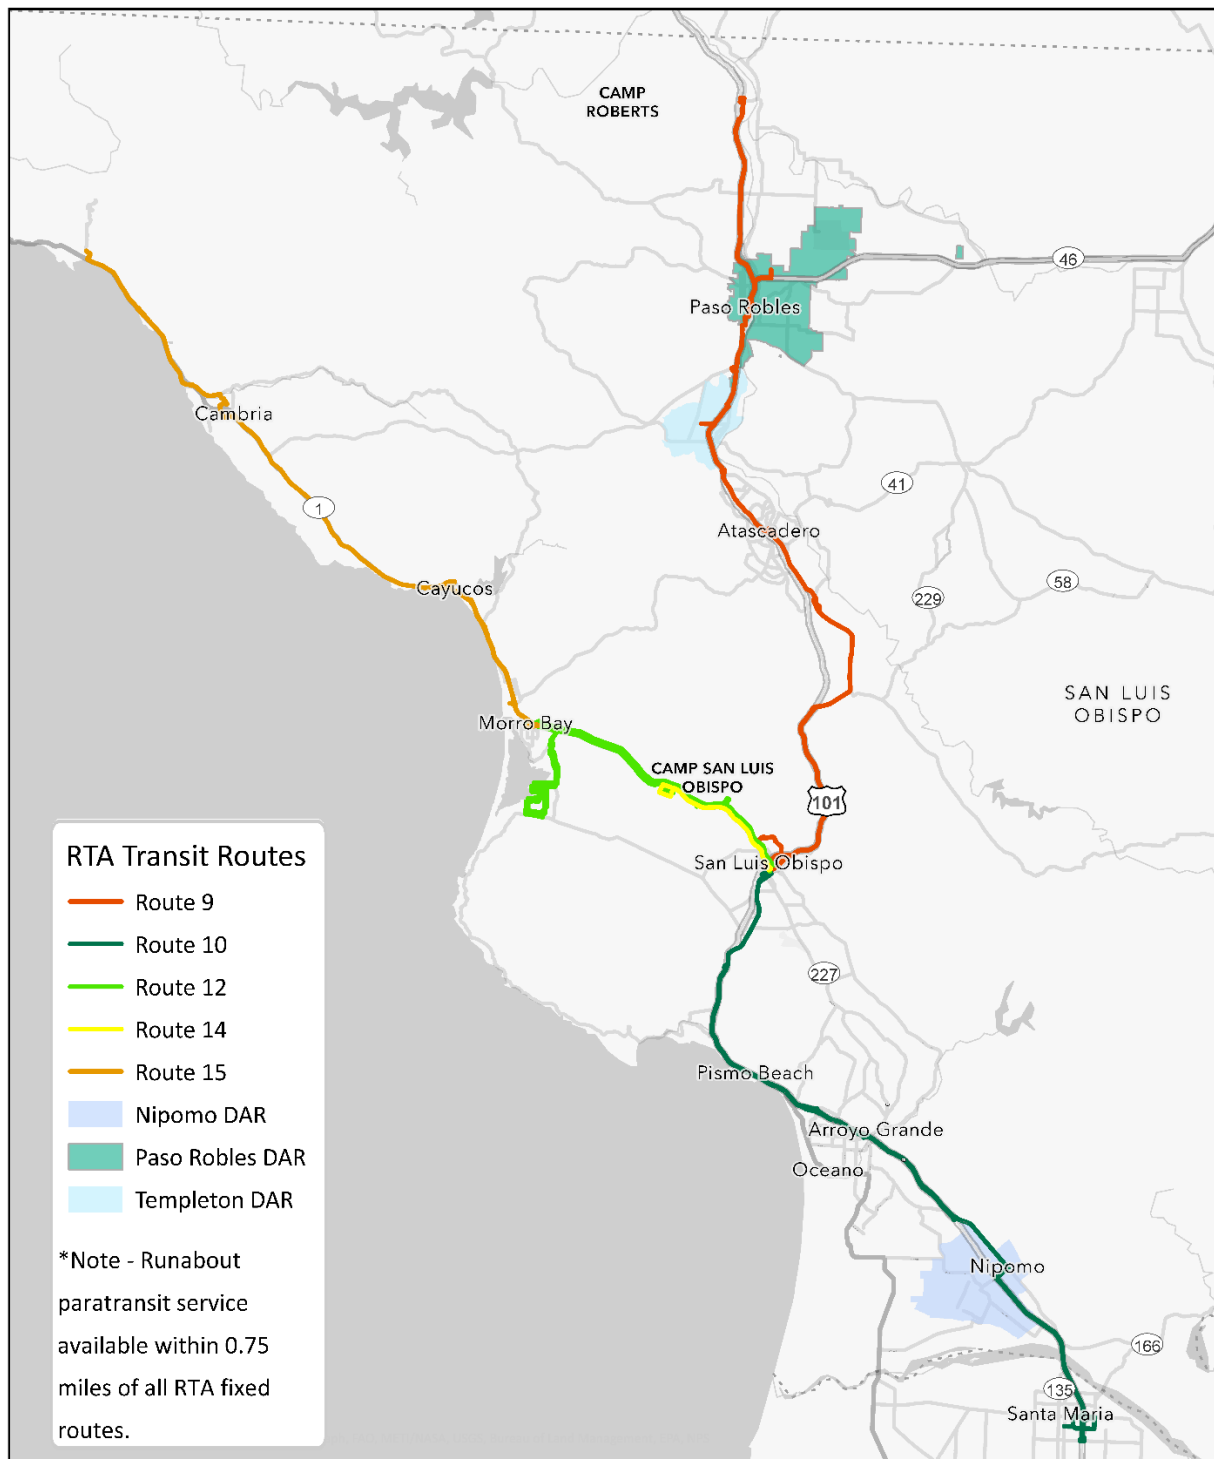 CAMP
ROBERTS
46
Paso Robles
Cambria
41
1
Atascadero
58
Cayucos
229
SAN LUIS
OBISPO
Morro Bay
CAMP SAN LUIS
OBISPO
101
San Luis Obispo
227
Pismo Beach
Arroyo Grande
Oceano
Nipomo
166
135
Santa Maria
RTA Transit Routes
Route 9
Route 10
Route 12
Route 14
Route 15
Nipomo DAR
Paso Robles DAR
Templeton DAR
*Note - Runabout
paratransit service
available within 0.75
miles of all RTA fixed
routes.